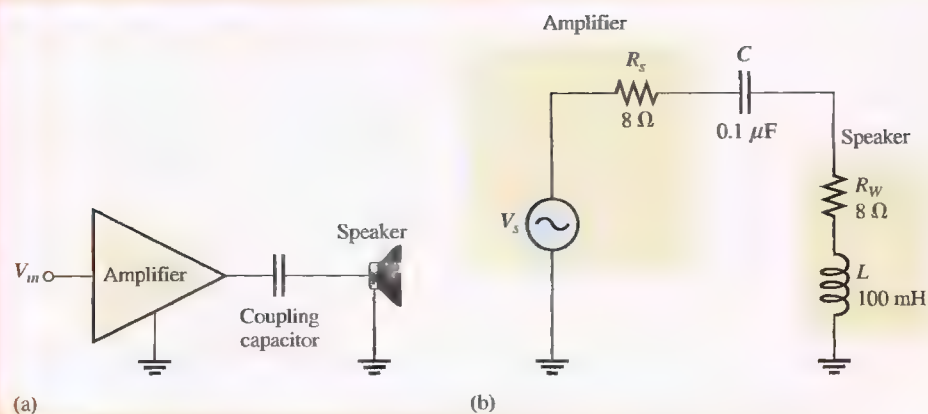 Amplifier
R_s
8 Ω
C
0.1 μF
Speaker
R_W
8 Ω
V_s
L
100 mH
V_in
Amplifier
Speaker
Coupling
capacitor
(a)
(b)